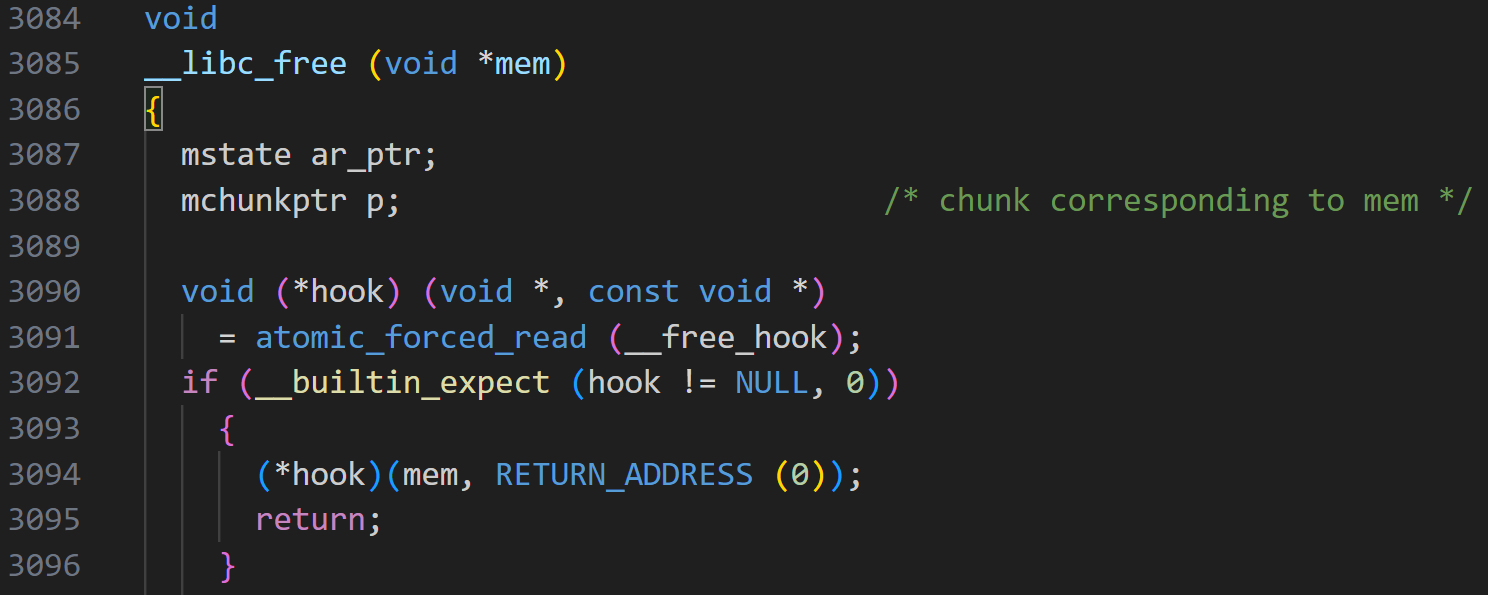 3084 void
3085 __libc_free (void *mem)
3086 {
3087   mstate ar_ptr;
3088   mchunkptr p;                          /* chunk corresponding to mem */
3089
3090   void (*hook) (void *, const void *)
3091     = atomic_forced_read (__free_hook);
3092   if (__builtin_expect (hook != NULL, 0))
3093     {
3094       (*hook)(mem, RETURN_ADDRESS (0));
3095       return;
3096     }